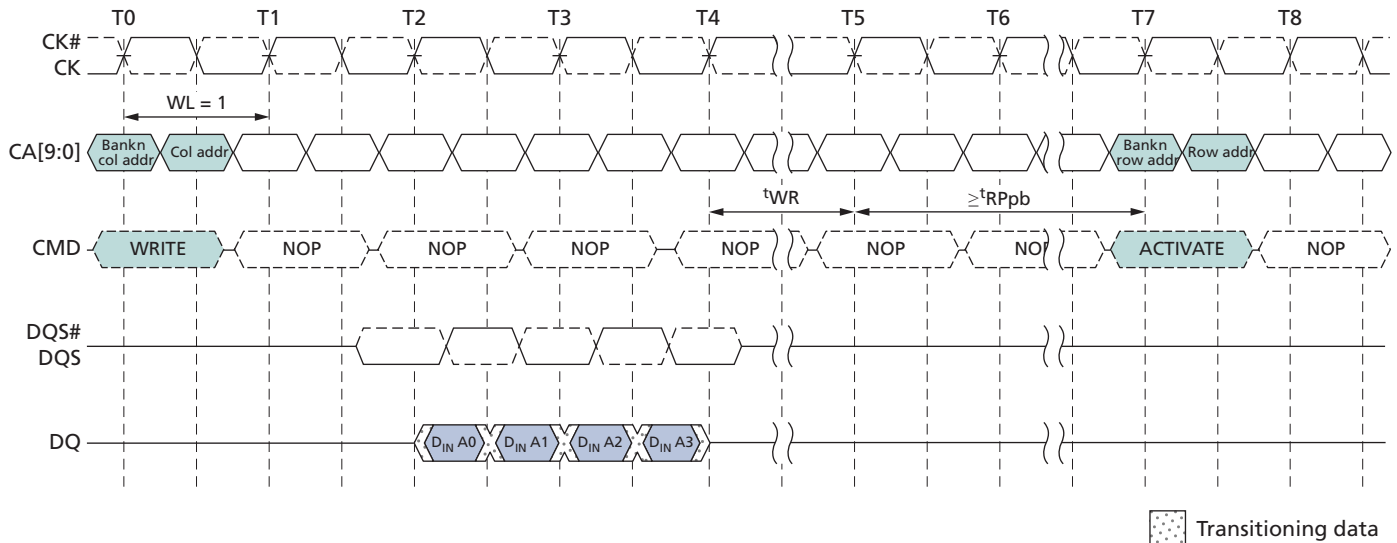 T0 T1 T2 T3 T4 T5 T6 T7 T8
CK#
CK
WL = 1
CA[9:0]
Bankn
col addr
Col addr
Bankn
row addr
Row addr
tWR
≥tRPpb
CMD
WRITE NOP NOP NOP NOP NOP NOP ACTIVATE NOP
DQS#
DQS
DQ
DIN A0 DIN A1 DIN A2 DIN A3
Transitioning data